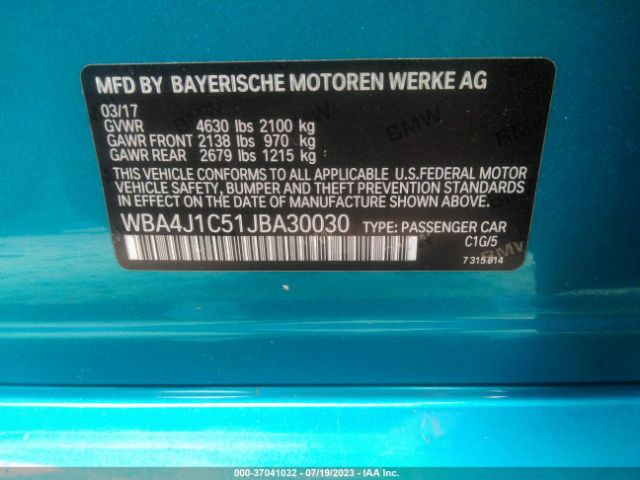 MFD BY BAYERISCHE MOTOREN WERKE AG
03/17
GVWR 4630 lbs 2100 kg
GAWR FRONT 2138 lbs 970 kg
GAWR REAR 2679 lbs 1215 kg
THIS VEHICLE CONFORMS TO ALL APPLICABLE U.S.FEDERAL MOTOR
VEHICLE SAFETY, BUMPER, AND THEFT PREVENTION STANDARDS
IN EFFECT ON THE DATE OF MANUFACTURE SHOWN ABOVE.
WBA4J1C51JBA30030 TYPE: PASSENGER CAR
C1G/5
7 315 814
BMW
BMW
BMW
000-37041032 / 07/19/2023 / IAA Inc.